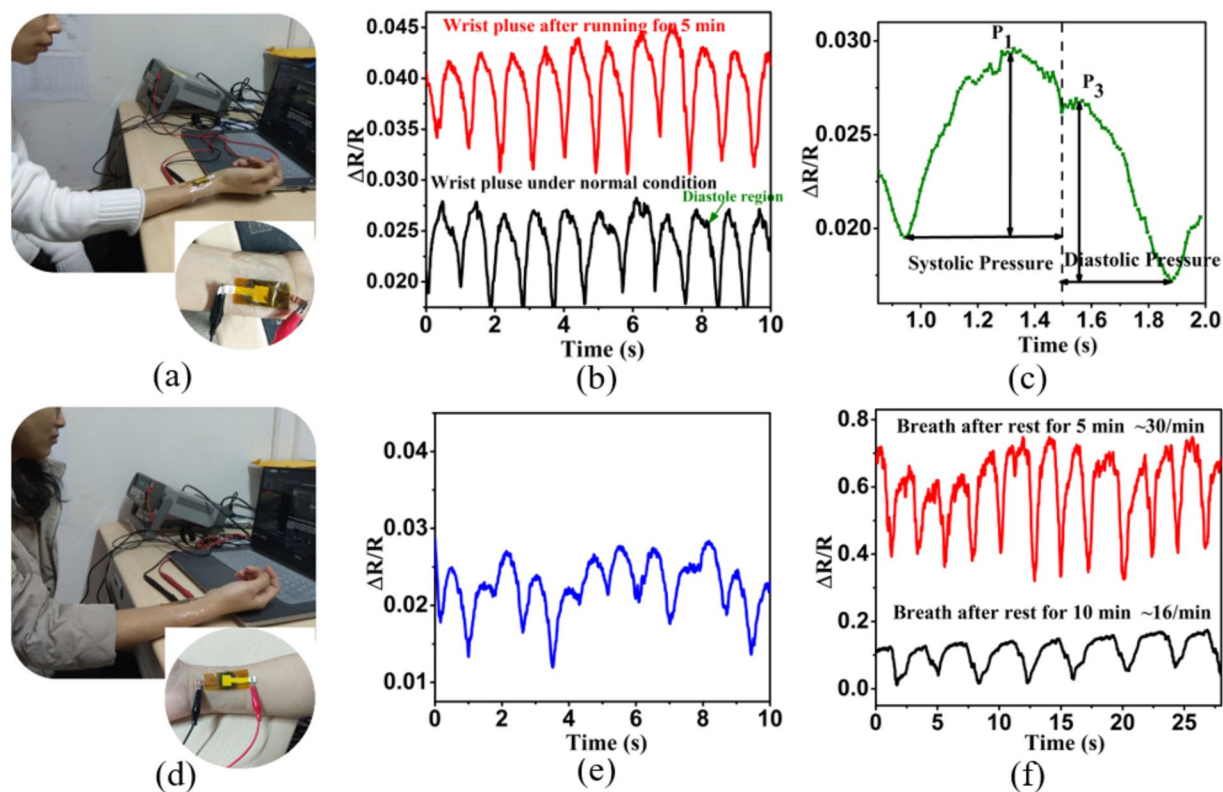 0.045
0.040
0.035
0.030
0.025
0.020
ΔR/R
Wrist pluse after running for 5 min
Wrist pluse under normal condition
Diastole region
0 2 4 6 8 10
Time (s)
0.030
0.025
0.020
ΔR/R
P1
P3
Systolic Pressure
Diastolic Pressure
1.0 1.2 1.4 1.6 1.8 2.0
Time (s)
(a)
(b)
(c)
0.04
0.03
0.02
0.01
ΔR/R
0 2 4 6 8 10
Time (s)
0.8
0.6
0.4
0.2
0.0
ΔR/R
Breath after rest for 5 min ~30/min
Breath after rest for 10 min ~16/min
0 5 10 15 20 25
Time (s)
(d)
(e)
(f)